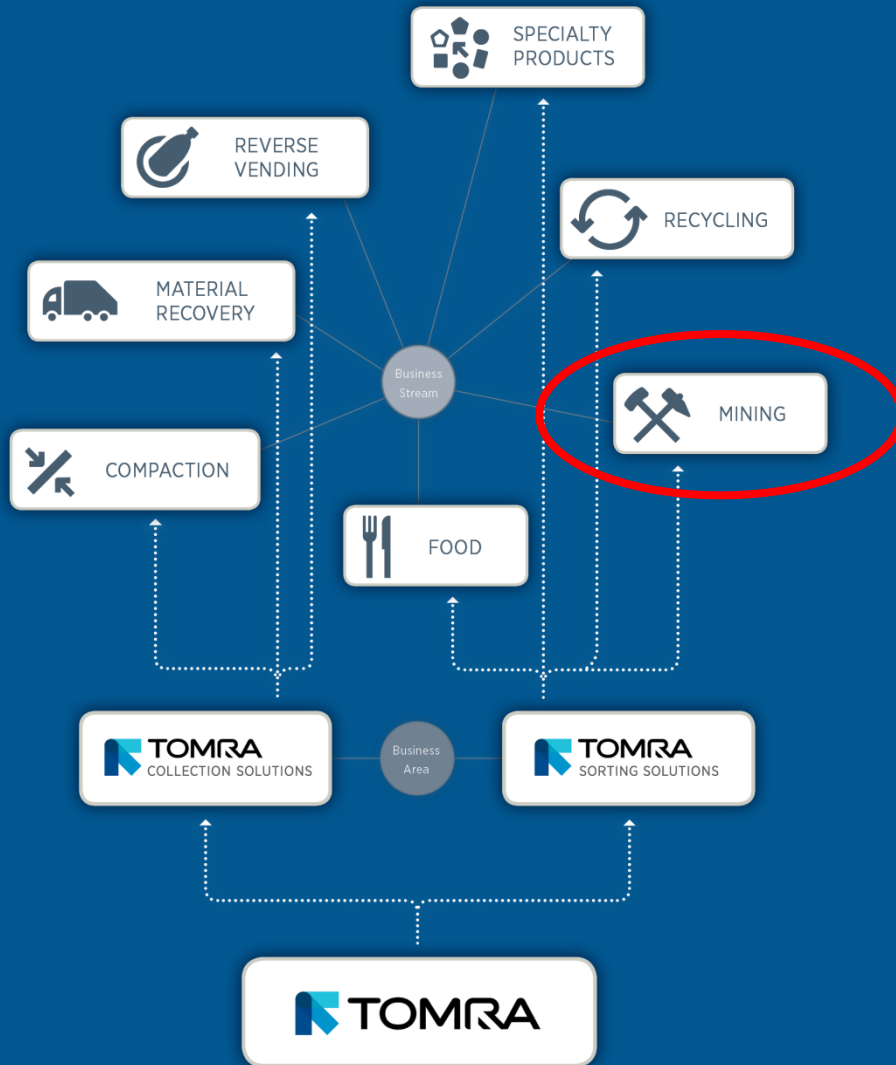 SPECIALTY
PRODUCTS
REVERSE
VENDING
RECYCLING
MATERIAL
RECOVERY
Business
Stream
MINING
COMPACTION
FOOD
TOMRA
COLLECTION SOLUTIONS
Business
Area
TOMRA
SORTING SOLUTIONS
TOMRA